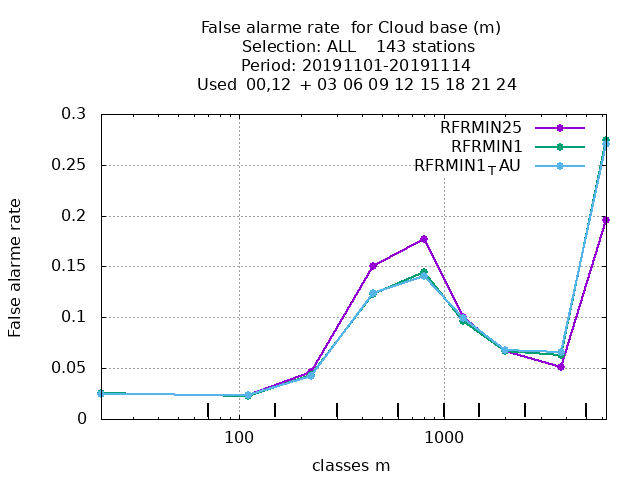 False alarme rate  for Cloud base (m)
Selection: ALL    143 stations
Period: 20191101-20191114
Used  00,12  + 03 06 09 12 15 18 21 24
RFRMIN25
RFRMIN1
RFRMIN1TAU
0.3
0.25
0.2
0.15
0.1
0.05
0
False alarme rate
100
1000
classes m